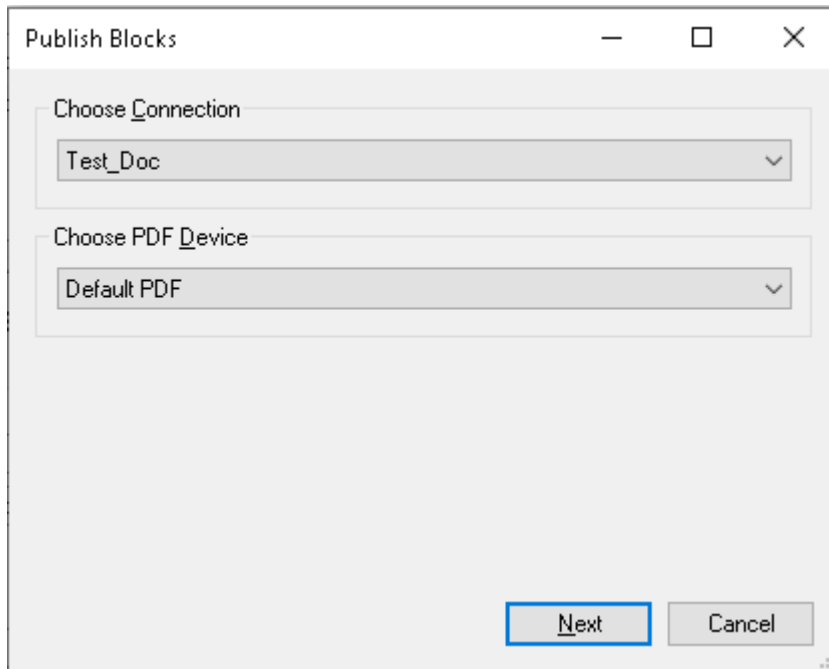 Publish Blocks
Choose Connection
Test_Doc
Choose PDF Device
Default PDF
Next
Cancel